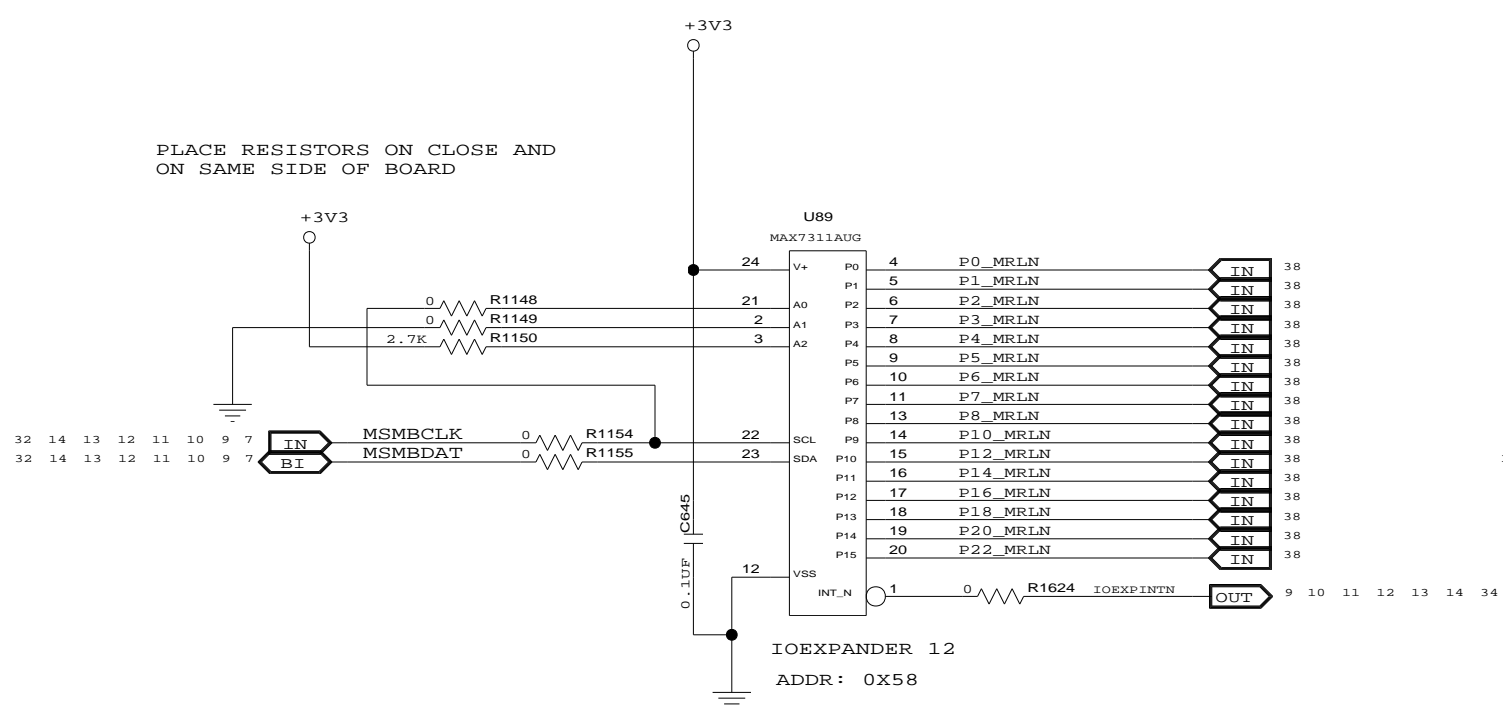 +3V3
PLACE RESISTORS ON CLOSE AND
ON SAME SIDE OF BOARD
+3V3
U89
MAX7311AUG
24 V+ P0 4 P0_MRLN IN 38
P1 5 P1_MRLN IN 38
0 R1148 21 A0 P2 6 P2_MRLN IN 38
0 R1149 2 A1 P3 7 P3_MRLN IN 38
2.7K R1150 3 A2 P4 8 P4_MRLN IN 38
P5 9 P5_MRLN IN 38
P6 10 P6_MRLN IN 38
P7 11 P7_MRLN IN 38
P8 13 P8_MRLN IN 38
32 14 13 12 11 10 9 7 IN MSMBCLK 0 R1154 22 SCL P9 14 P10_MRLN IN 38
32 14 13 12 11 10 9 7 BI MSMBDAT 0 R1155 23 SDA P10 15 P12_MRLN IN 38
P11 16 P14_MRLN IN 38
P12 17 P16_MRLN IN 38
C645 P13 18 P18_MRLN IN 38
P14 19 P20_MRLN IN 38
P15 20 P22_MRLN IN 38
0.1UF 12 VSS
INT_N 1 0 R1624 IOEXPINTN OUT 9 10 11 12 13 14 34
IOEXPANDER 12
ADDR: 0X58